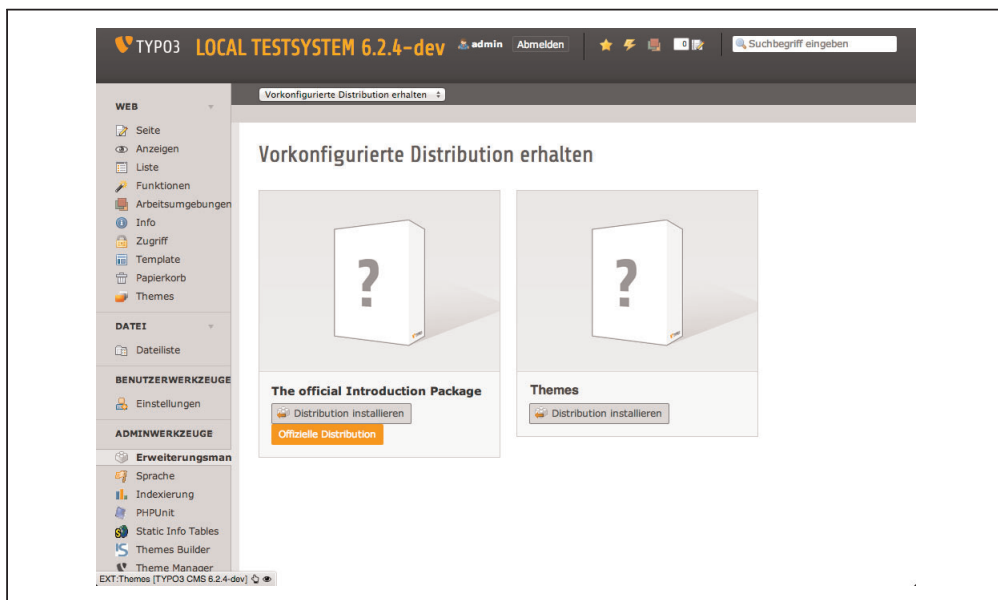 TYPO3 LOCAL TESTSYSTEM 6.2.4-dev admin Abmelden 0 Suchbegriff eingeben
Vorkonfigurierte Distribution erhalten
WEB
Seite
Anzeigen
Liste
Funktionen
Arbeitsumgebungen
Info
Zugriff
Template
Papierkorb
Themes
DATEI
Dateiliste
BENUTZERWERKZEUGE
Einstellungen
ADMINWERKZEUGE
Erweiterungsman
Sprache
Indexierung
PHPUnit
Static Info Tables
Themes Builder
Theme Manager
EXT:Themes [TYPO3 CMS 6.2.4-dev]
Vorkonfigurierte Distribution erhalten
?
The official Introduction Package
Distribution installieren
Offizielle Distribution
?
Themes
Distribution installieren